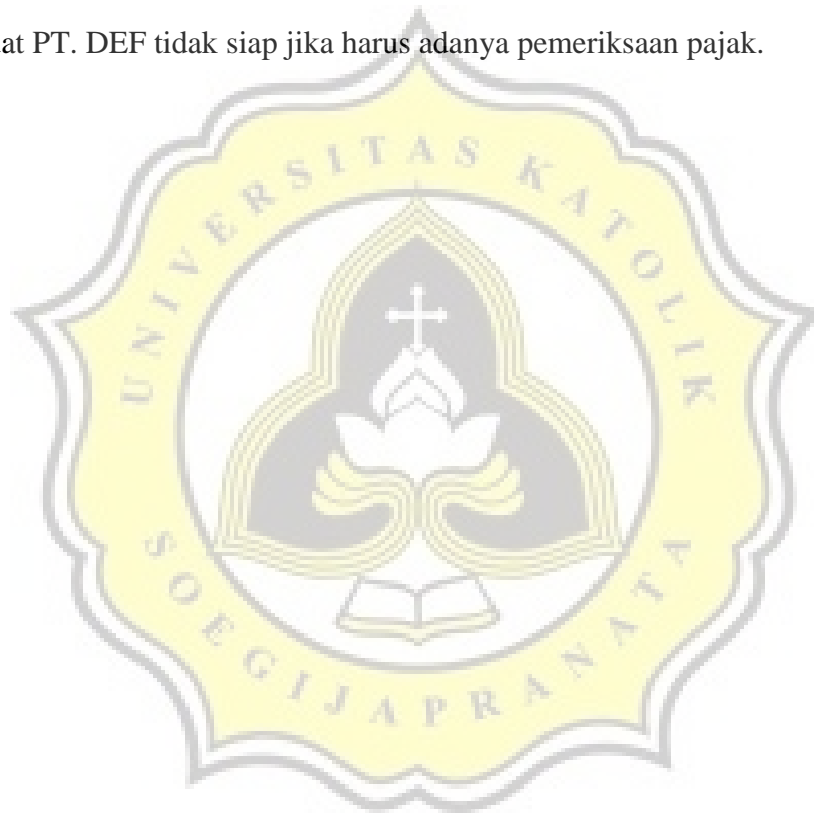 at PT. DEF tidak siap jika harus adanya pemeriksaan pajak.
UNIVERSITAS KATOLIK
SOEGIJAPRANATA